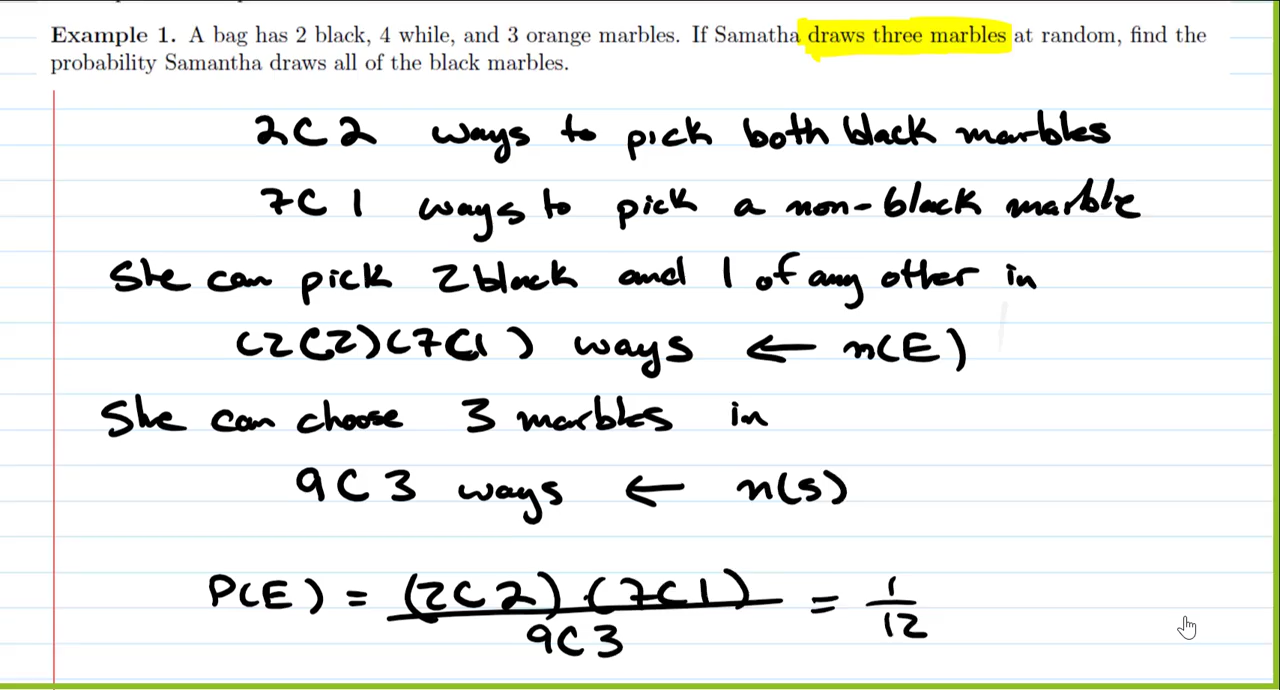 Example 1. A bag has 2 black, 4 while, and 3 orange marbles. If Samatha draws three marbles at random, find the
probability Samantha draws all of the black marbles.
2C2 ways to pick both black marbles
7C1 ways to pick a non-black marble
She can pick 2 black and 1 of any other in
(2C2)(7C1) ways ← n(E)
She can choose 3 marbles in
9C3 ways ← n(S)
P(E) = (2C2)(7C1) / 9C3 = 1/12